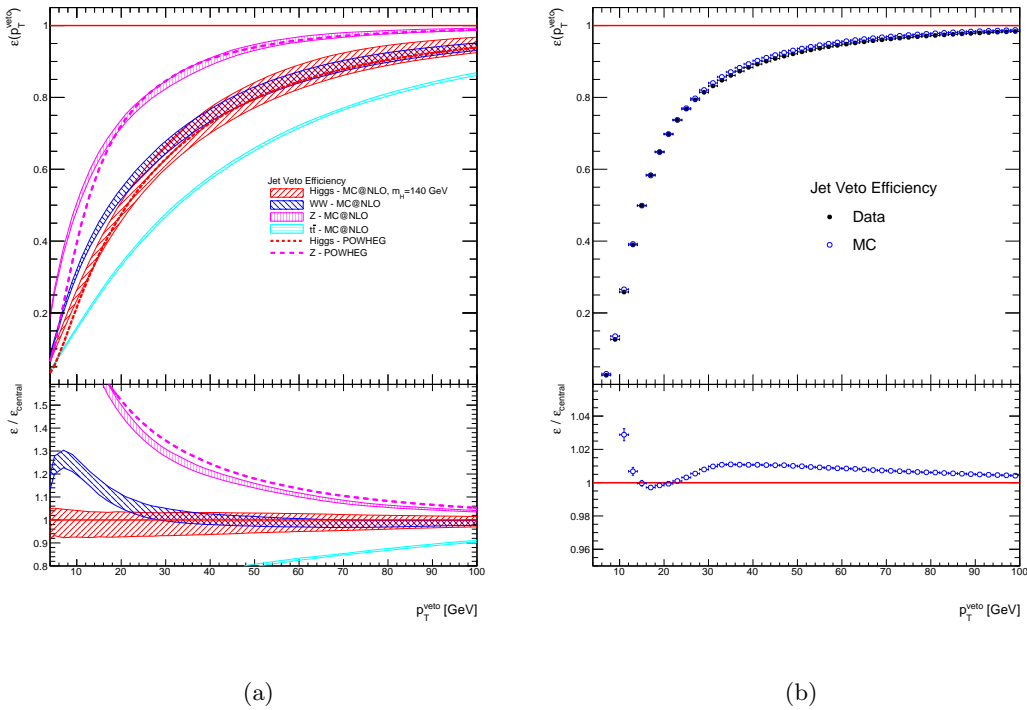 ε(p_T^veto)
1
0.8
0.6
0.4
0.2
Jet Veto Efficiency
Higgs - MC@NLO, m_H=140 GeV
WW - MC@NLO
Z - MC@NLO
tt̄ - MC@NLO
Higgs - POWHEG
Z - POWHEG
ε / ε_central
1.5
1.4
1.3
1.2
1.1
1
0.9
0.8
10 20 30 40 50 60 70 80 90 100
p_T^veto [GeV]
(a)
ε(p_T^veto)
1
0.8
0.6
0.4
0.2
Jet Veto Efficiency
Data
MC
ε / ε_central
1.04
1.02
1
0.98
0.96
10 20 30 40 50 60 70 80 90 100
p_T^veto [GeV]
(b)